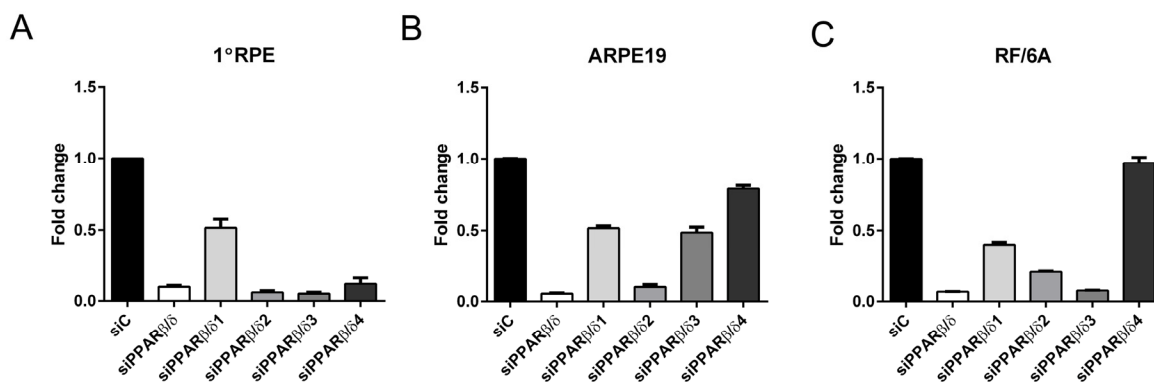 A
1°RPE
Fold change
1.5
1.0
0.5
0.0
siC
siPPARβ/δ
siPPARβ/δ1
siPPARβ/δ2
siPPARβ/δ3
siPPARβ/δ4
B
ARPE19
Fold change
1.5
1.0
0.5
0.0
siC
siPPARβ/δ
siPPARβ/δ1
siPPARβ/δ2
siPPARβ/δ3
siPPARβ/δ4
C
RF/6A
Fold change
1.5
1.0
0.5
0.0
siC
siPPARβ/δ
siPPARβ/δ1
siPPARβ/δ2
siPPARβ/δ3
siPPARβ/δ4